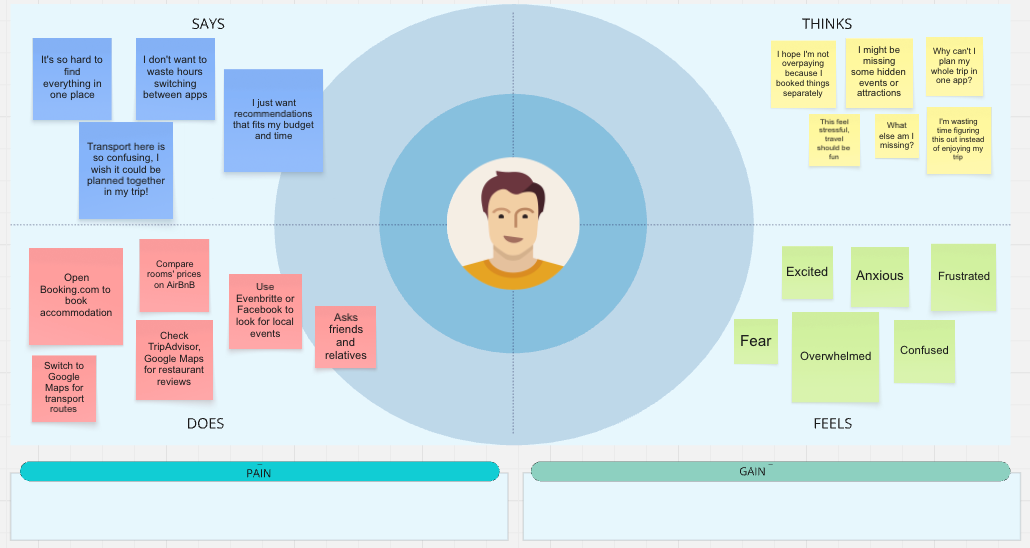 SAYS
It's so hard to
find
everything in
one place
I don't want to
waste hours
switching
between apps
I just want
recommendations
that fits my budget
and time
Transport here is
so confusing, I
wish it could be
planned together
in my trip!
THINKS
I hope I'm not
overpaying
because I
booked things
separately
I might be
missing
some hidden
events or
attractions
Why can't I
plan my
whole trip in
one app?
This feel
stressful,
travel
should be
fun
What
else am I
missing?
I'm wasting
time figuring
this out instead
of enjoying my
trip
Open
Booking.com to
book
accommodation
Compare
rooms' prices
on AirBnB
Use
Evenbritte or
Facebook to
look for local
events
Asks
friends
and
relatives
Switch to
Google
Maps for
transport
routes
Check
TripAdvisor,
Google Maps
for restaurant
reviews
DOES
Excited
Anxious
Frustrated
Fear
Overwhelmed
Confused
FEELS
PAIN
GAIN